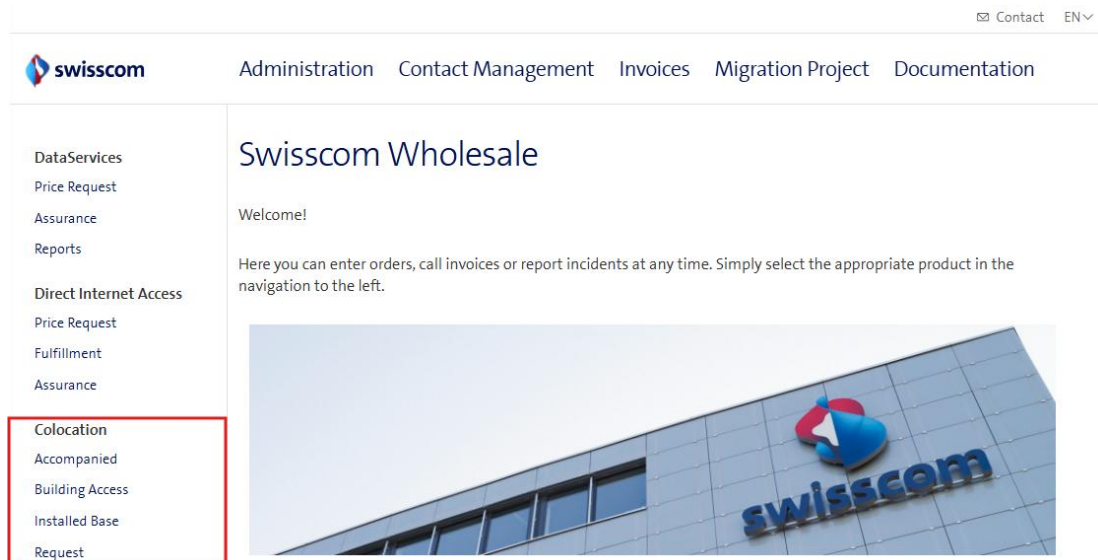 Contact EN
swisscom
Administration Contact Management Invoices Migration Project Documentation
DataServices
Price Request
Assurance
Reports
Direct Internet Access
Price Request
Fulfillment
Assurance
Colocation
Accompanied
Building Access
Installed Base
Request
Swisscom Wholesale
Welcome!
Here you can enter orders, call invoices or report incidents at any time. Simply select the appropriate product in the
navigation to the left.
swisscom